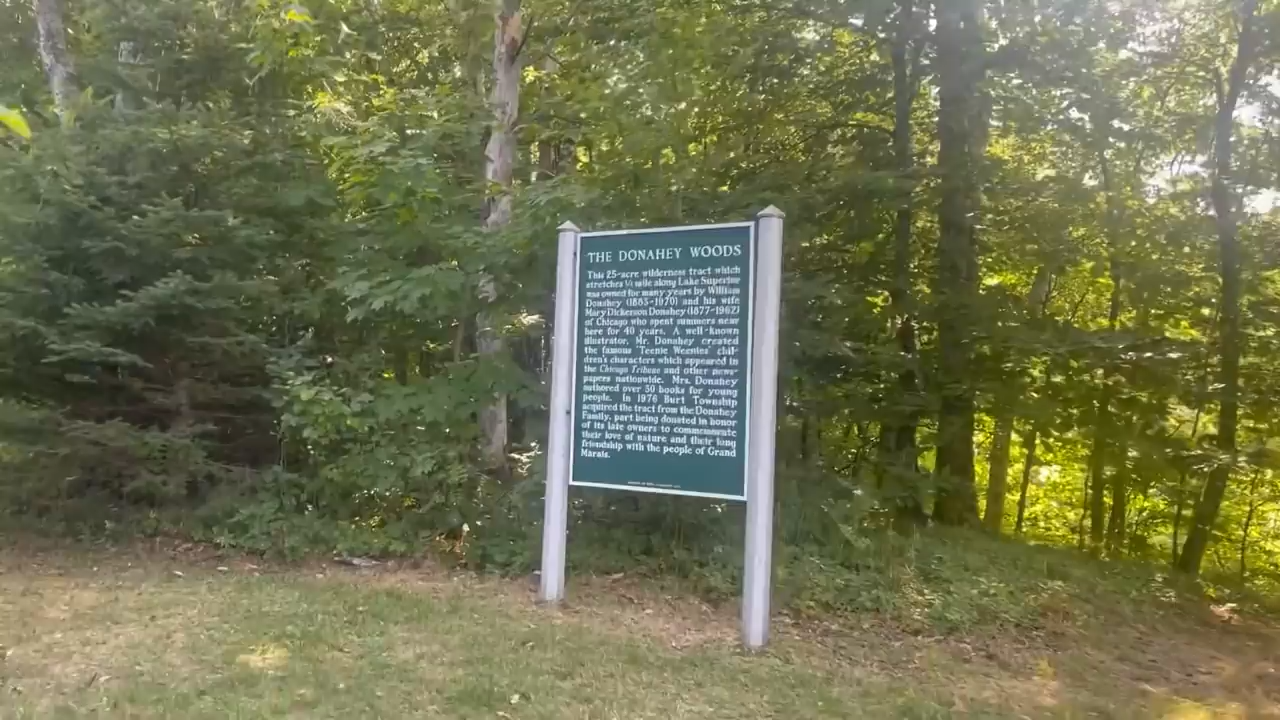 THE DONAHEY WOODS
This 25-acre wilderness tract which
stretches ¼ mile along Lake Superior
was owned for many years by William
Donahey (1883-1970) and his wife
Mary Dickerson Donahey (1877-1962)
of Chicago who spent summers near
here for 40 years. A well-known
illustrator, Mr. Donahey created
the famous "Teenie Weenies" chil-
dren's characters which appeared in
the Chicago Tribune and other news-
papers nationwide. Mrs. Donahey
authored over 30 books for young
people. In 1976 Burt Township
acquired the tract from the Donahey
Family, part being donated in honor
of its late owners to commemorate
their love of nature and their long
friendship with the people of Grand
Marais.